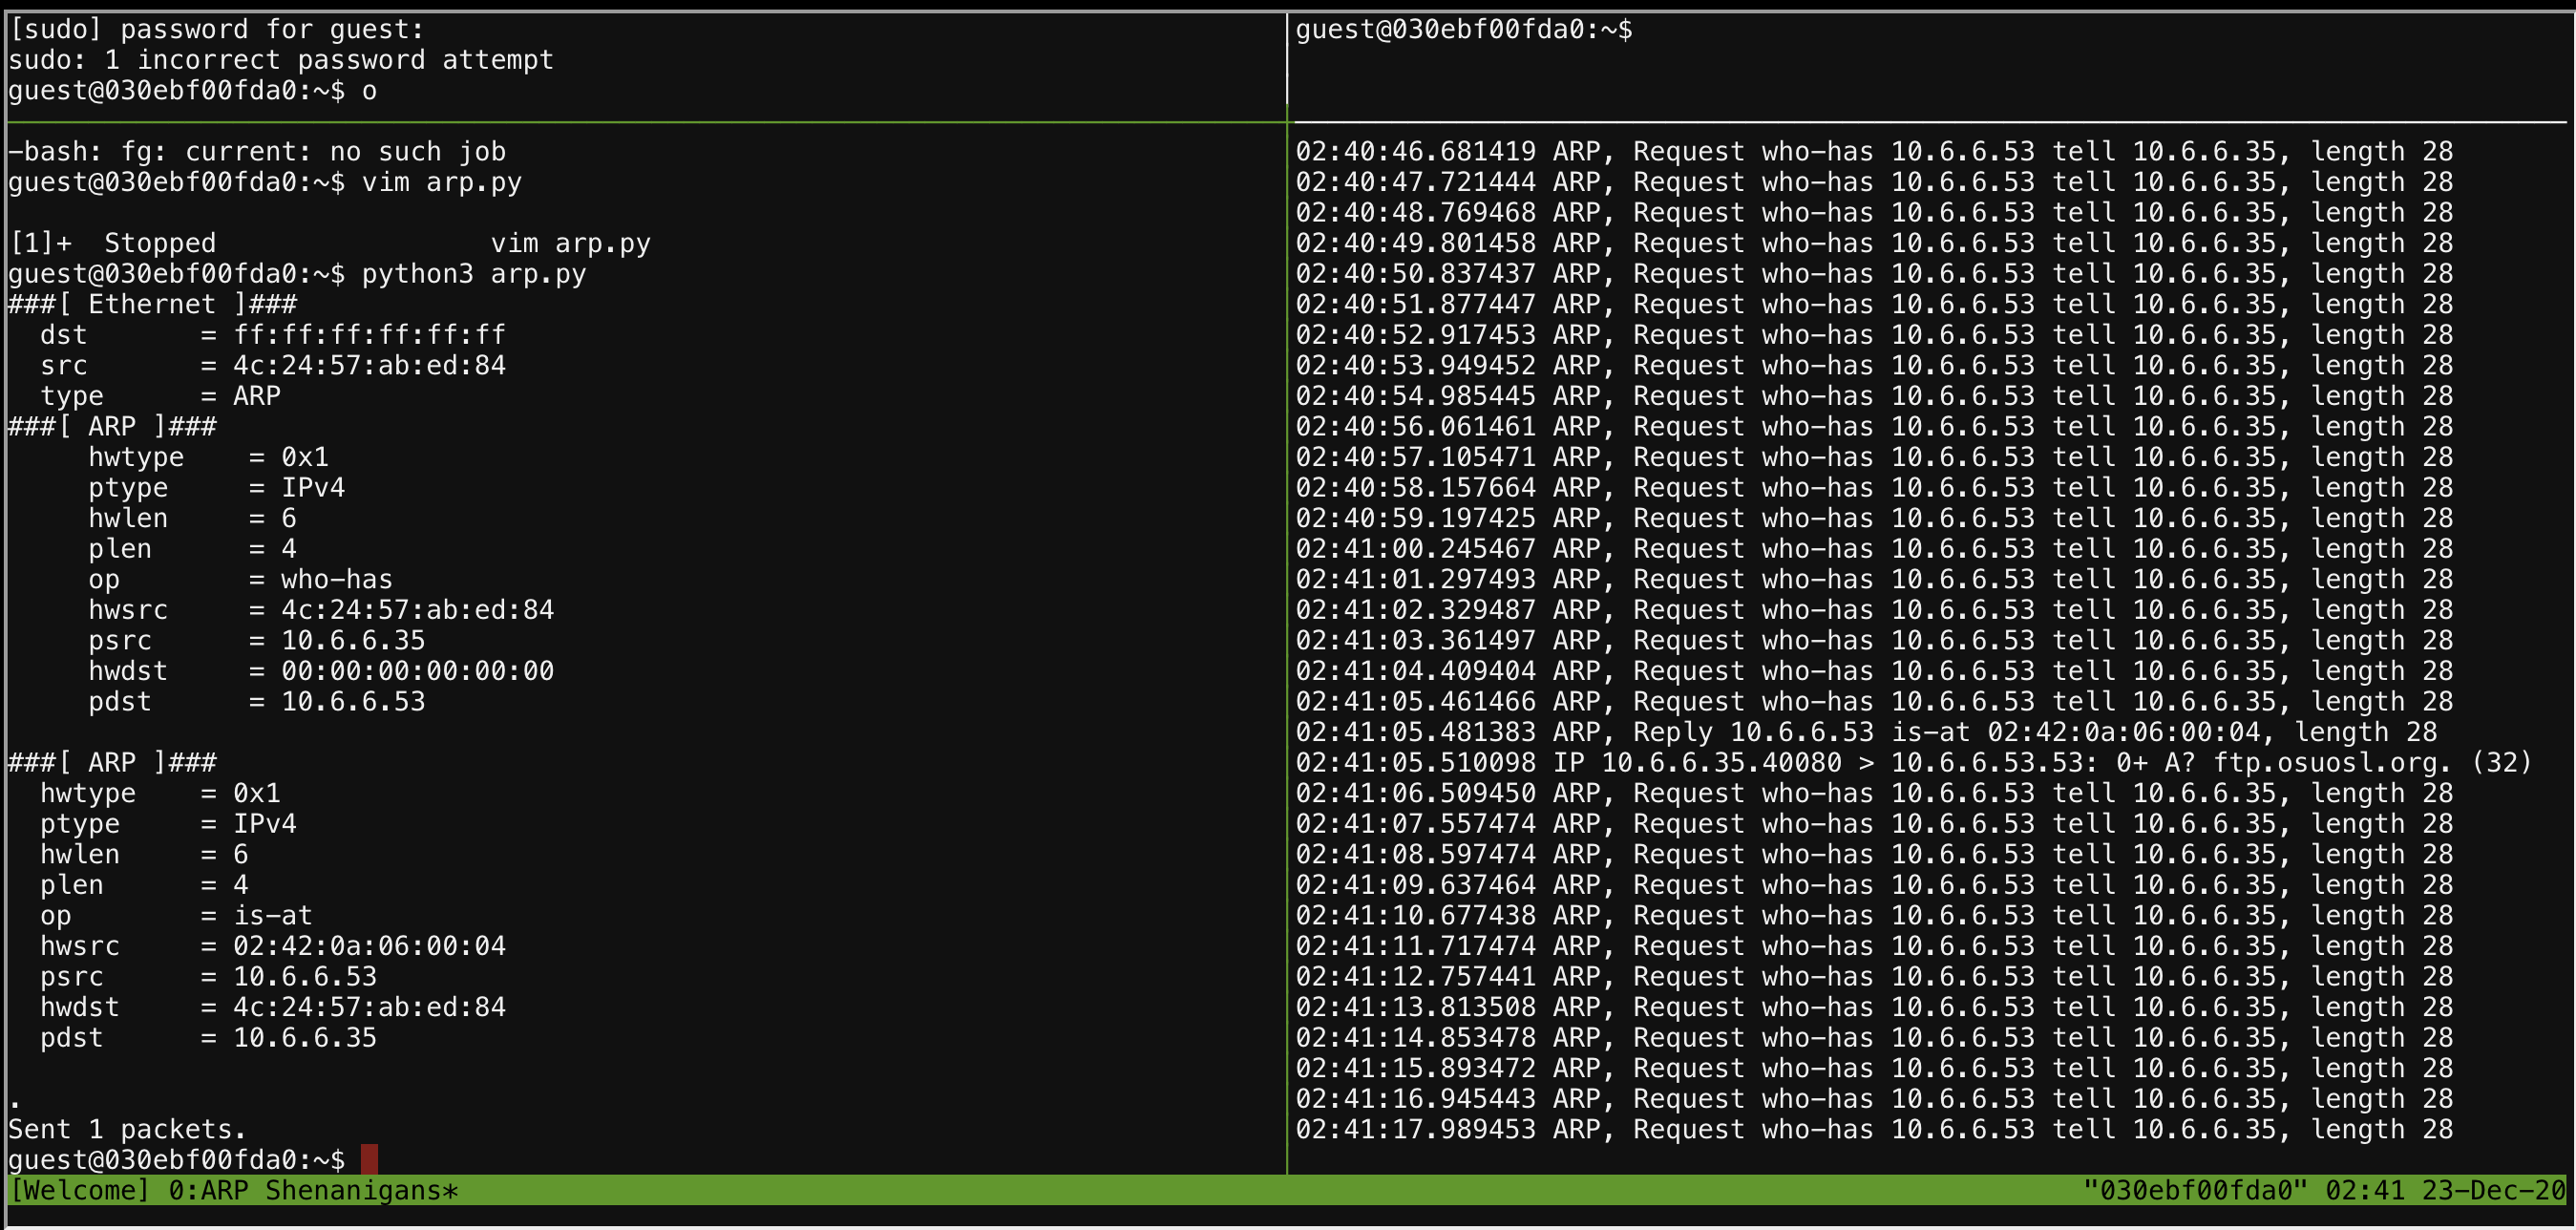 [sudo] password for guest:
sudo: 1 incorrect password attempt
guest@030ebf00fda0:~$ o
guest@030ebf00fda0:~$
-bash: fg: current: no such job
guest@030ebf00fda0:~$ vim arp.py
[1]+  Stopped                 vim arp.py
guest@030ebf00fda0:~$ python3 arp.py
###[ Ethernet ]###
  dst       = ff:ff:ff:ff:ff:ff
  src       = 4c:24:57:ab:ed:84
  type      = ARP
###[ ARP ]###
     hwtype    = 0x1
     ptype     = IPv4
     hwlen     = 6
     plen      = 4
     op        = who-has
     hwsrc     = 4c:24:57:ab:ed:84
     psrc      = 10.6.6.35
     hwdst     = 00:00:00:00:00:00
     pdst      = 10.6.6.53
###[ ARP ]###
  hwtype    = 0x1
  ptype     = IPv4
  hwlen     = 6
  plen      = 4
  op        = is-at
  hwsrc     = 02:42:0a:06:00:04
  psrc      = 10.6.6.53
  hwdst     = 4c:24:57:ab:ed:84
  pdst      = 10.6.6.35
.
Sent 1 packets.
guest@030ebf00fda0:~$
02:40:46.681419 ARP, Request who-has 10.6.6.53 tell 10.6.6.35, length 28
02:40:47.721444 ARP, Request who-has 10.6.6.53 tell 10.6.6.35, length 28
02:40:48.769468 ARP, Request who-has 10.6.6.53 tell 10.6.6.35, length 28
02:40:49.801458 ARP, Request who-has 10.6.6.53 tell 10.6.6.35, length 28
02:40:50.837437 ARP, Request who-has 10.6.6.53 tell 10.6.6.35, length 28
02:40:51.877447 ARP, Request who-has 10.6.6.53 tell 10.6.6.35, length 28
02:40:52.917453 ARP, Request who-has 10.6.6.53 tell 10.6.6.35, length 28
02:40:53.949452 ARP, Request who-has 10.6.6.53 tell 10.6.6.35, length 28
02:40:54.985445 ARP, Request who-has 10.6.6.53 tell 10.6.6.35, length 28
02:40:56.061461 ARP, Request who-has 10.6.6.53 tell 10.6.6.35, length 28
02:40:57.105471 ARP, Request who-has 10.6.6.53 tell 10.6.6.35, length 28
02:40:58.157664 ARP, Request who-has 10.6.6.53 tell 10.6.6.35, length 28
02:40:59.197425 ARP, Request who-has 10.6.6.53 tell 10.6.6.35, length 28
02:41:00.245467 ARP, Request who-has 10.6.6.53 tell 10.6.6.35, length 28
02:41:01.297493 ARP, Request who-has 10.6.6.53 tell 10.6.6.35, length 28
02:41:02.329487 ARP, Request who-has 10.6.6.53 tell 10.6.6.35, length 28
02:41:03.361497 ARP, Request who-has 10.6.6.53 tell 10.6.6.35, length 28
02:41:04.409404 ARP, Request who-has 10.6.6.53 tell 10.6.6.35, length 28
02:41:05.461466 ARP, Request who-has 10.6.6.53 tell 10.6.6.35, length 28
02:41:05.481383 ARP, Reply 10.6.6.53 is-at 02:42:0a:06:00:04, length 28
02:41:05.510098 IP 10.6.6.35.40080 > 10.6.6.53.53: 0+ A? ftp.osuosl.org. (32)
02:41:06.509450 ARP, Request who-has 10.6.6.53 tell 10.6.6.35, length 28
02:41:07.557474 ARP, Request who-has 10.6.6.53 tell 10.6.6.35, length 28
02:41:08.597474 ARP, Request who-has 10.6.6.53 tell 10.6.6.35, length 28
02:41:09.637464 ARP, Request who-has 10.6.6.53 tell 10.6.6.35, length 28
02:41:10.677438 ARP, Request who-has 10.6.6.53 tell 10.6.6.35, length 28
02:41:11.717474 ARP, Request who-has 10.6.6.53 tell 10.6.6.35, length 28
02:41:12.757441 ARP, Request who-has 10.6.6.53 tell 10.6.6.35, length 28
02:41:13.813508 ARP, Request who-has 10.6.6.53 tell 10.6.6.35, length 28
02:41:14.853478 ARP, Request who-has 10.6.6.53 tell 10.6.6.35, length 28
02:41:15.893472 ARP, Request who-has 10.6.6.53 tell 10.6.6.35, length 28
02:41:16.945443 ARP, Request who-has 10.6.6.53 tell 10.6.6.35, length 28
02:41:17.989453 ARP, Request who-has 10.6.6.53 tell 10.6.6.35, length 28
[Welcome] 0:ARP Shenanigans* "030ebf00fda0" 02:41 23-Dec-20